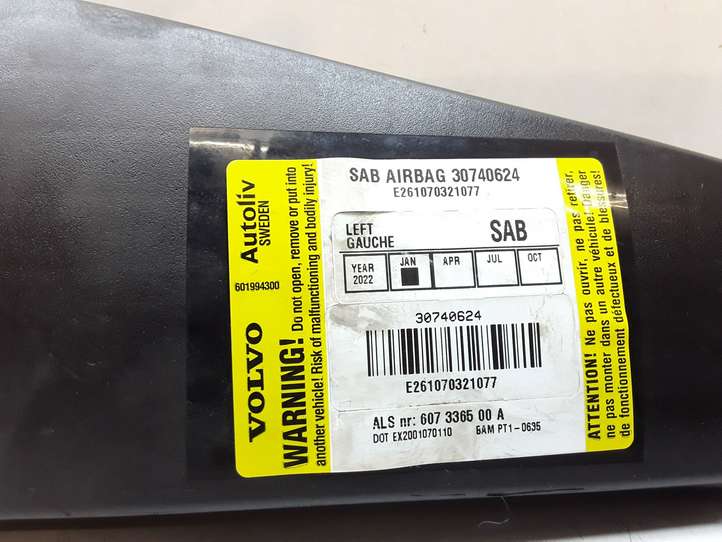 VOLVO
601994300
Autoliv
SWEDEN
WARNING! Do not open, remove or put into
another vehicle! Risk of malfunctioning and bodily injury!
SAB AIRBAG 30740624
E261070321077
LEFT
GAUCHE
SAB
YEAR
2022
JAN
APR
JUL
OCT
30740624
E261070321077
ALS nr: 607 3365 00 A
DOT EX2001070110 BAM PT1-0635
ATTENTION! Ne pas ouvrir, ne pas retirer,
ne pas monter dans un autre véhicule! Danger
de fonctionnement défectueux et de blessures!